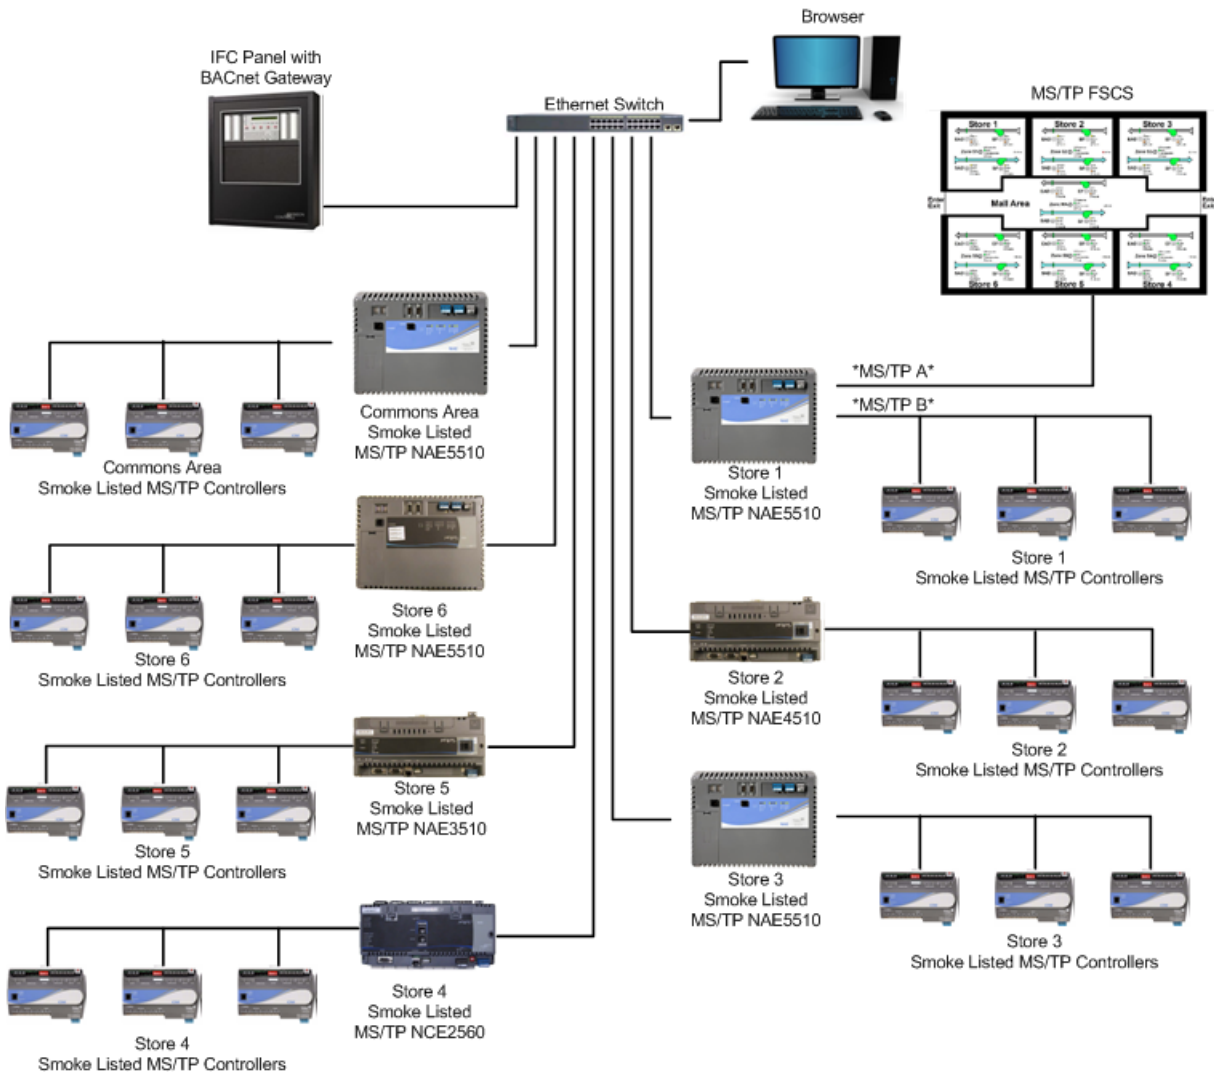 Browser
IFC Panel with
BACnet Gateway
Ethernet Switch
MS/TP FSCS
Store 1
Store 2
Store 3
Mall Area
Store 6
Store 5
Store 4
*MS/TP A*
*MS/TP B*
Commons Area
Smoke Listed
MS/TP NAE5510
Commons Area
Smoke Listed MS/TP Controllers
Store 1
Smoke Listed
MS/TP NAE5510
Store 1
Smoke Listed MS/TP Controllers
Store 6
Smoke Listed
MS/TP NAE5510
Store 6
Smoke Listed MS/TP Controllers
Store 2
Smoke Listed
MS/TP NAE4510
Store 2
Smoke Listed MS/TP Controllers
Store 5
Smoke Listed
MS/TP NAE3510
Store 5
Smoke Listed MS/TP Controllers
Store 3
Smoke Listed
MS/TP NAE5510
Store 3
Smoke Listed MS/TP Controllers
Store 4
Smoke Listed
MS/TP NCE2560
Store 4
Smoke Listed MS/TP Controllers